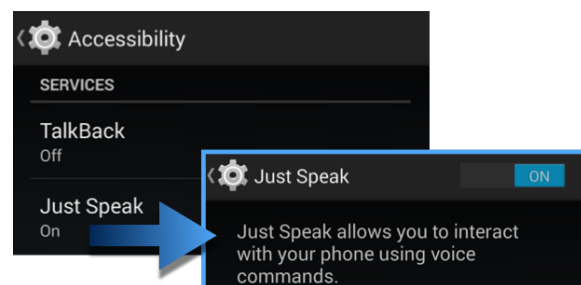 Accessibility
SERVICES
TalkBack
Off
Just Speak
On
Just Speak
ON
Just Speak allows you to interact
with your phone using voice
commands.